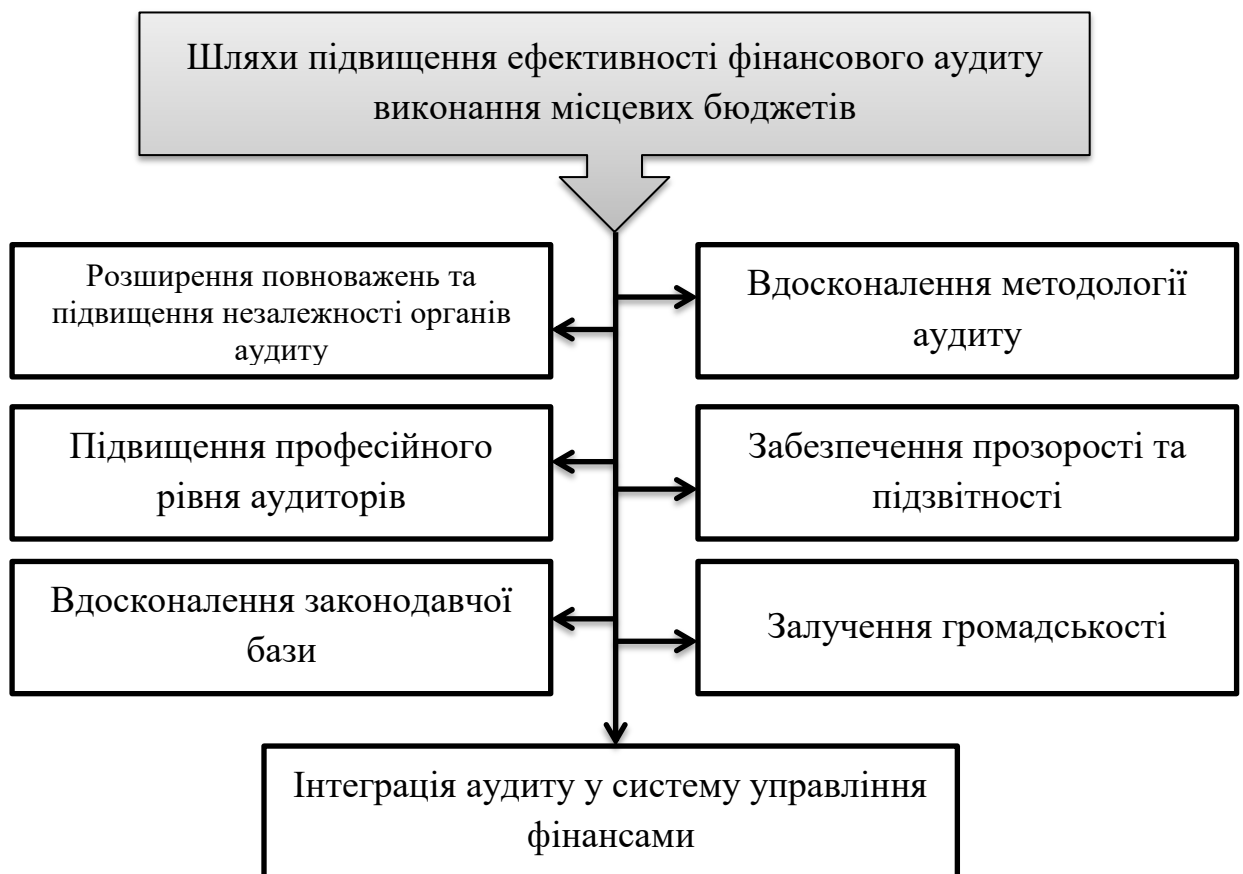 Шляхи підвищення ефективності фінансового аудиту
виконання місцевих бюджетів
Розширення повноважень та
підвищення незалежності органів
аудиту
Вдосконалення методології
аудиту
Підвищення професійного
рівня аудиторів
Забезпечення прозорості та
підзвітності
Вдосконалення законодавчої
бази
Залучення громадськості
Інтеграція аудиту у систему управління
фінансами